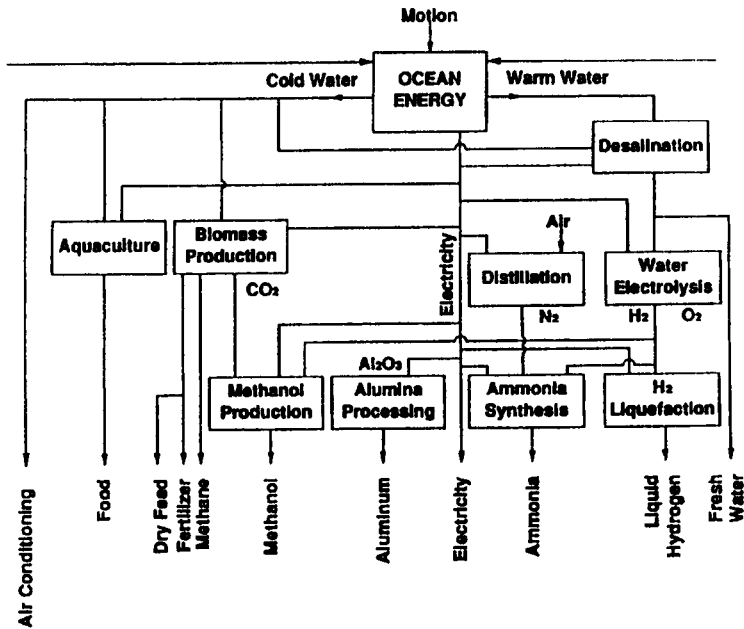 Motion
Cold Water
OCEAN
ENERGY
Warm Water
Desalination
Aquaculture
Biomass
Production
Electricity
Air
Distillation
Water
Electrolysis
CO₂
N₂
H₂
O₂
Al₂O₃
Methanol
Production
Alumina
Processing
Ammonia
Synthesis
H₂
Liquefaction
Air Conditioning
Food
Dry Feed
Fertilizer
Methane
Methanol
Aluminum
Electricity
Ammonia
Liquid
Hydrogen
Fresh
Water